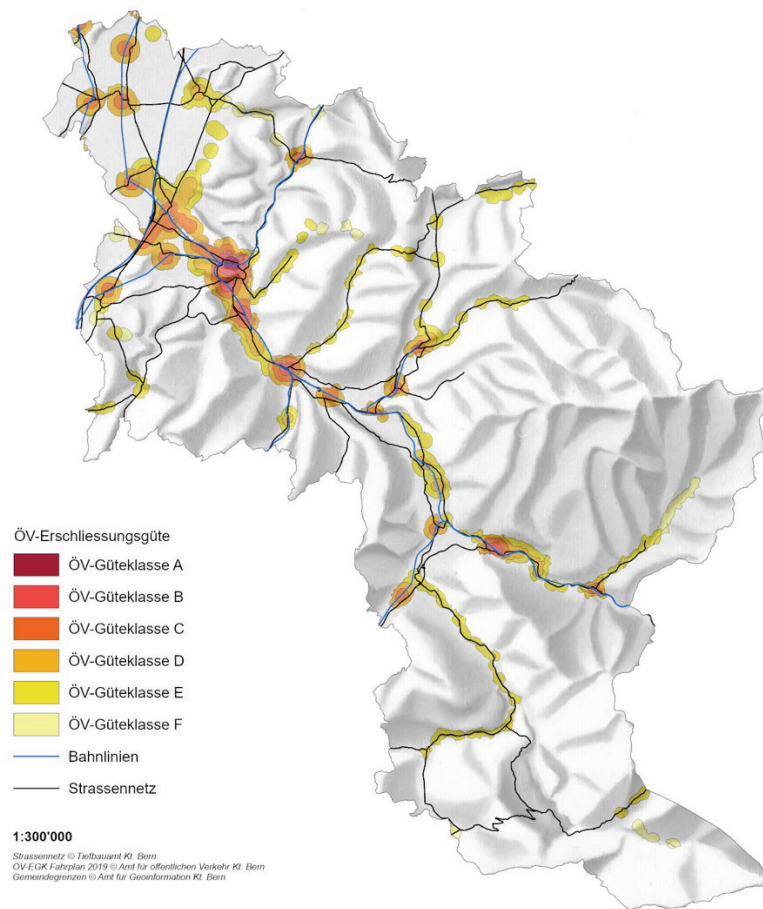 ÖV-Erschliessungsgüte
ÖV-Güteklasse A
ÖV-Güteklasse B
ÖV-Güteklasse C
ÖV-Güteklasse D
ÖV-Güteklasse E
ÖV-Güteklasse F
Bahnlinien
Strassennetz
1:300'000
Strassennetz © Tiefbauamt Kt. Bern
ÖV-EGK Fahrplan 2019 © Amt für öffentlichen Verkehr Kt. Bern
Gemeindegrenzen © Amt für Geoinformation Kt. Bern